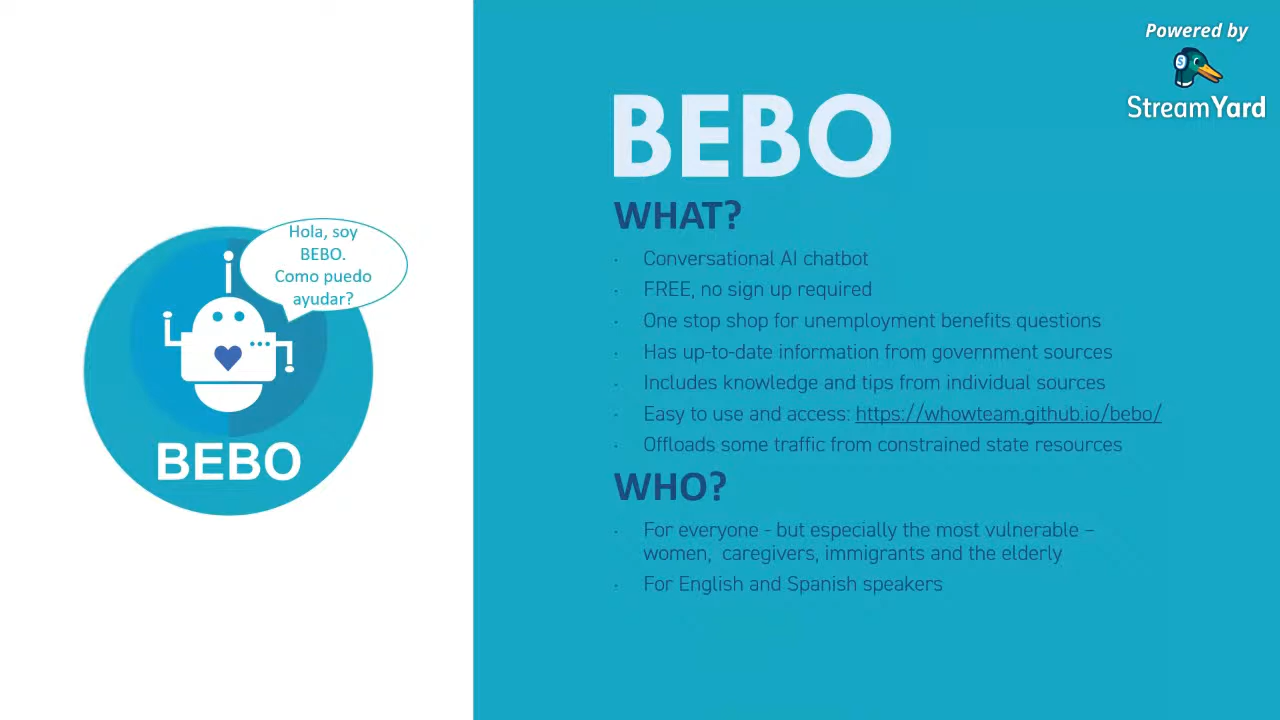 Powered by
StreamYard
BEBO
WHAT?
· Conversational AI chatbot
· FREE, no sign up required
· One stop shop for unemployment benefits questions
· Has up-to-date information from government sources
· Includes knowledge and tips from individual sources
· Easy to use and access: https://whowteam.github.io/bebo/
· Offloads some traffic from constrained state resources
WHO?
· For everyone - but especially the most vulnerable –
women, caregivers, immigrants and the elderly
· For English and Spanish speakers
Hola, soy
BEBO.
Como puedo
ayudar?
BEBO